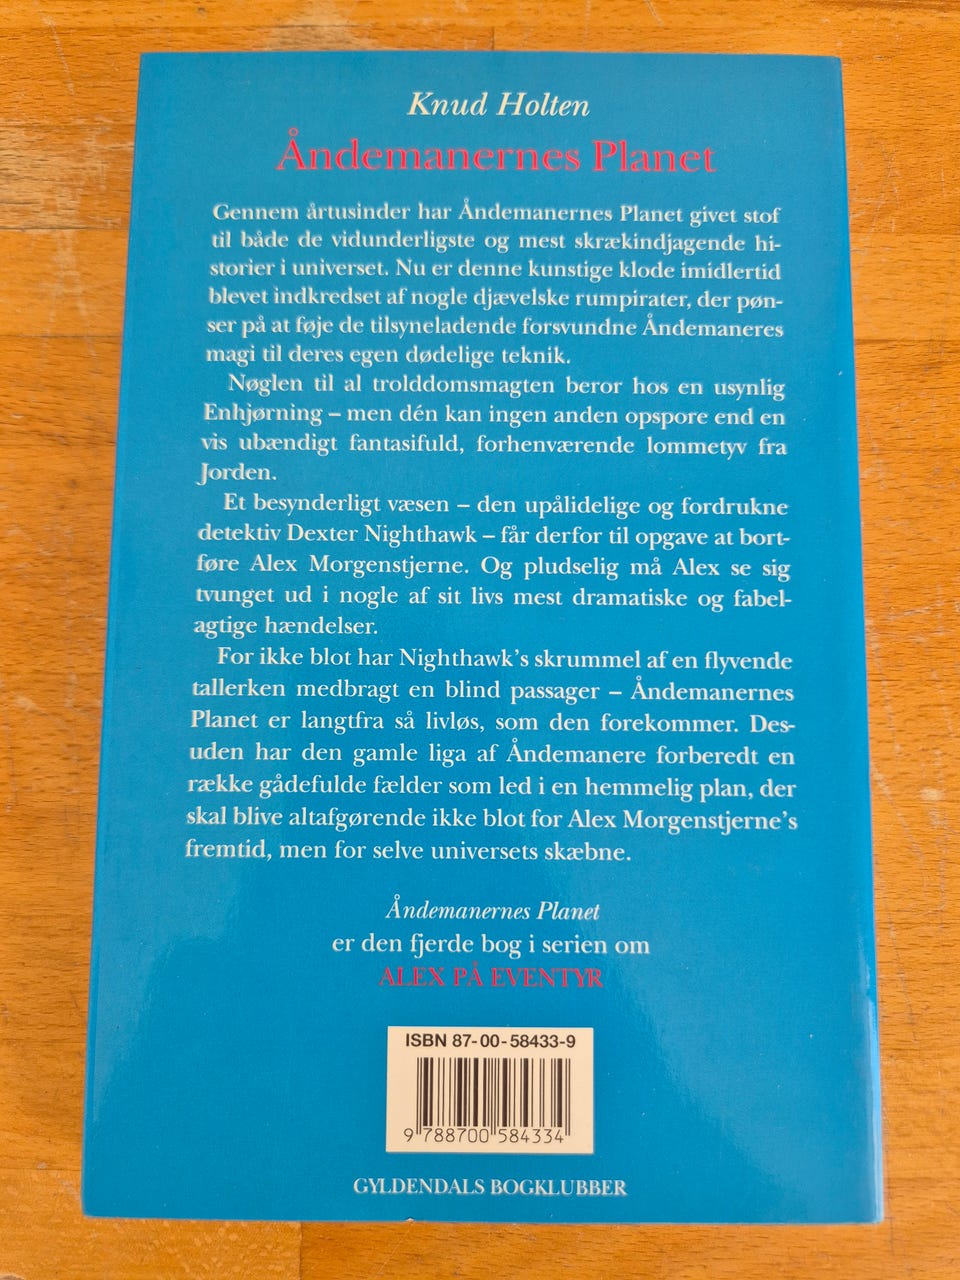 Knud Holten
Åndemanernes Planet
Gennem årtusinder har Åndemanernes Planet givet stof
til både de vidunderligste og mest skrækindjagende hi-
storier i universet. Nu er denne kunstige klode imidlertid
blevet indkredset af nogle djævelske rumpirater, der pøn-
ser på at føje de tilsyneladende forsvundne Åndemaneres
magi til deres egen dødelige teknik.
Nøglen til al trolddomsmagten beror hos en usynlig
Enhjørning – men dén kan ingen anden opspore end en
vis ubændigt fantasifuld, forhenværende lommetyv fra
Jorden.
Et besynderligt væsen – den upålidelige og fordrukne
detektiv Dexter Nighthawk – får derfor til opgave at bort-
føre Alex Morgenstjerne. Og pludselig må Alex se sig
tvunget ud i nogle af sit livs mest dramatiske og fabel-
agtige hændelser.
For ikke blot har Nighthawk's skrummel af en flyvende
tallerken medbragt en blind passager – Åndemanernes
Planet er langtfra så livløs, som den forekommer. Des-
uden har den gamle liga af Åndemanere forberedt en
række gådefulde fælder som led i en hemmelig plan, der
skal blive altafgørende ikke blot for Alex Morgenstjerne's
fremtid, men for selve universets skæbne.
Åndemanernes Planet
er den fjerde bog i serien om
ALEX PÅ EVENTYR
ISBN 87-00-58433-9
9 788700 584334
GYLDENDALS BOGKLUBBER